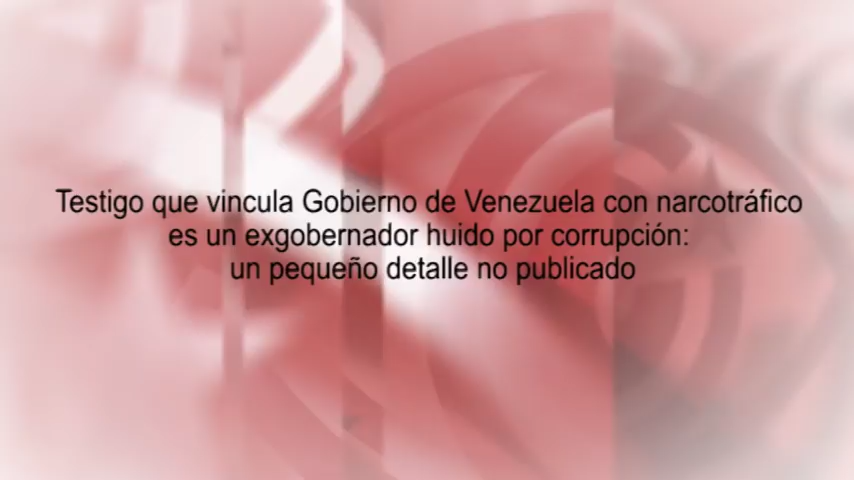 Testigo que vincula Gobierno de Venezuela con narcotráfico
es un exgobernador huido por corrupción:
un pequeño detalle no publicado